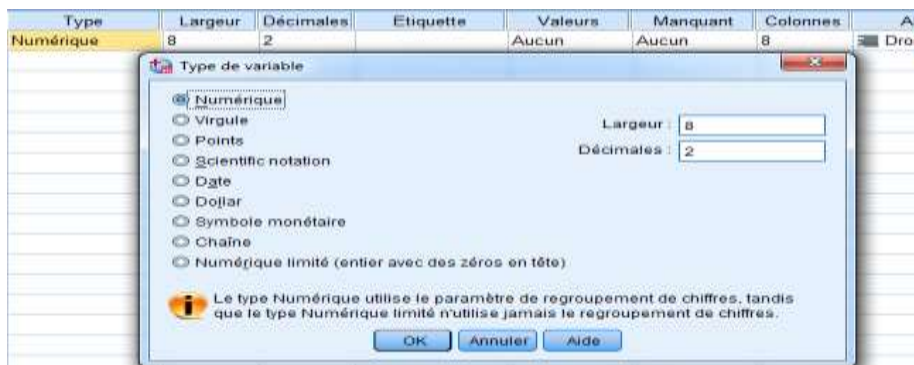 Type Largeur Décimales Etiquette Valeurs Manquant Colonnes A
Numérique 8 2 Aucun Aucun 8 Dro
Type de variable
Numérique
Virgule
Points
Scientific notation
Date
Dollar
Symbole monétaire
Chaîne
Numérique limité (entier avec des zéros en tête)
Largeur : 8
Décimales : 2
Le type Numérique utilise le paramètre de regroupement de chiffres, tandis
que le type Numérique limité n'utilise jamais le regroupement de chiffres.
OK Annuler Aide